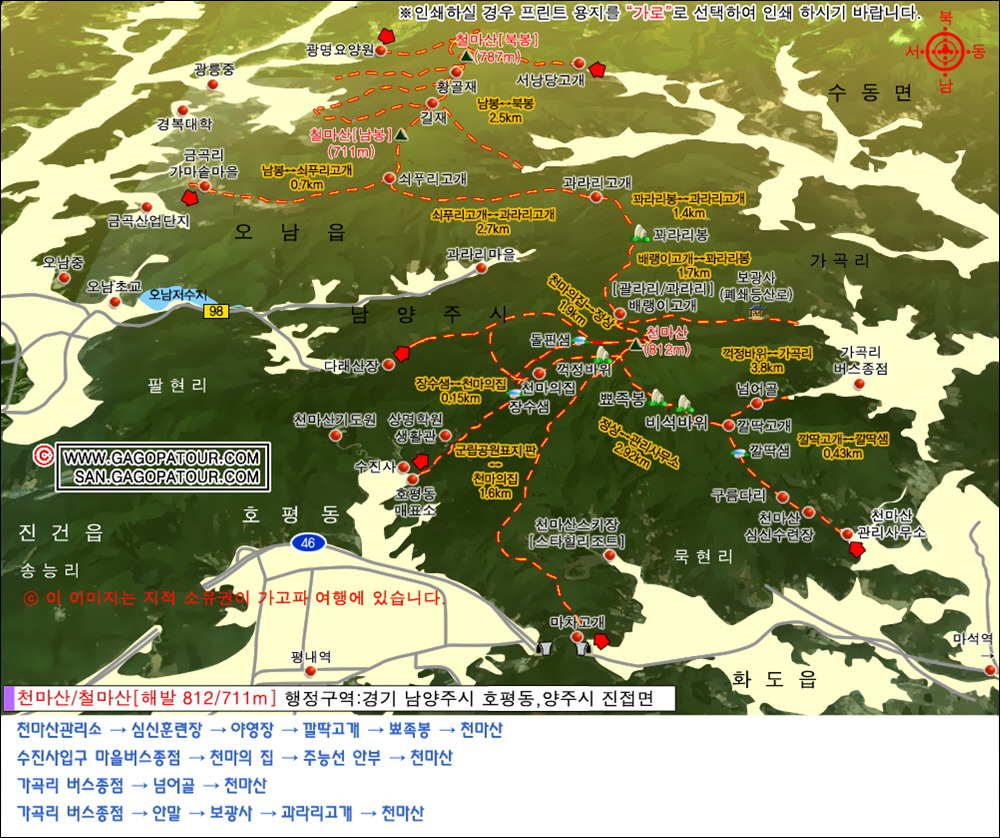 ※인쇄하실 경우 프린트 용지를 "가로"로 선택하여 인쇄 하시기 바랍니다.
북
서 동
남
광명요양원
철마산[북봉]
(787m)
서낭당고개
광릉중
황골재
수동면
경복대학
길재
남봉↔북봉
2.5km
철마산[남봉]
(711m)
금곡리
가마솥마을
남봉↔쇠푸리고개
0.7km
쇠푸리고개
과라리고개
꽈라리봉↔과라리고개
1.4km
금곡산업단지
쇠푸리고개↔과라리고개
2.7km
오남읍
꽈라리봉
오남중
과라리마을
배랭이고개↔꽈라리봉
1.7km
가곡리
오남초교
오남저수지
98
천마의집↔정상
1.9km
[괄라리/과라리]
배랭이고개
보광사
(폐쇄등산로)
남양주시
돌핀샘
천마산
(812m)
다래산장
꺽정바위
꺽정바위↔가곡리
3.8km
가곡리
버스종점
팔현리
장수샘↔천마의집
0.15km
천마의집
장수샘
뾰족봉
비석바위
넘어골
천마산기도원
상명학원
생활관
깔딱고개
깔딱고개↔깔딱샘
0.43km
깔딱샘
정상↔관리사무소
2.92km
ⓒ WWW.GAGOPATOUR.COM
SAN.GAGOPATOUR.COM
수진사
군립공원표지판
↔
천마의집
1.6km
호평동
매표소
구름다리
진건읍
호평동
천마산스키장
[스타힐리조트]
천마산
심신수련장
천마산
관리사무소
46
묵현리
송능리
ⓒ 이 이미지는 지적 소유권이 가고파 여행에 있습니다.
마치고개
마석역
→
평내역
화도읍
천마산/철마산[해발 812/711m] 행정구역:경기 남양주시 호평동,양주시 진접면
천마산관리소 → 심신훈련장 → 야영장 → 깔딱고개 → 뾰족봉 → 천마산
수진사입구 마을버스종점 → 천마의 집 → 주능선 안부 → 천마산
가곡리 버스종점 → 넘어골 → 천마산
가곡리 버스종점 → 안말 → 보광사 → 과라리고개 → 천마산